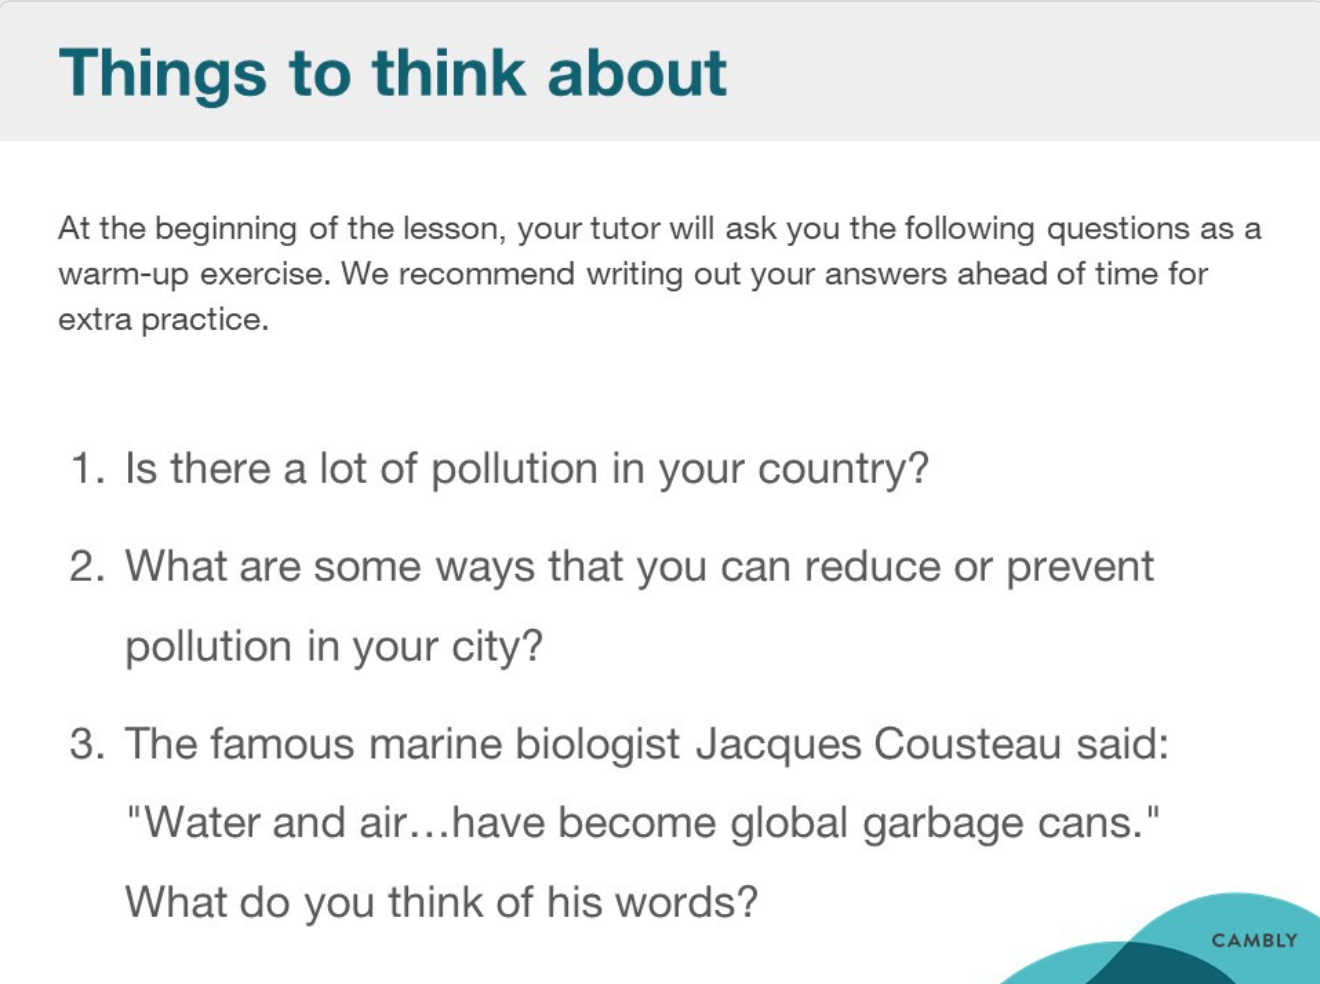 Things to think about
At the beginning of the lesson, your tutor will ask you the following questions as a
warm-up exercise. We recommend writing out your answers ahead of time for
extra practice.
1. Is there a lot of pollution in your country?
2. What are some ways that you can reduce or prevent
pollution in your city?
3. The famous marine biologist Jacques Cousteau said:
"Water and air...have become global garbage cans."
What do you think of his words?
CAMBLY